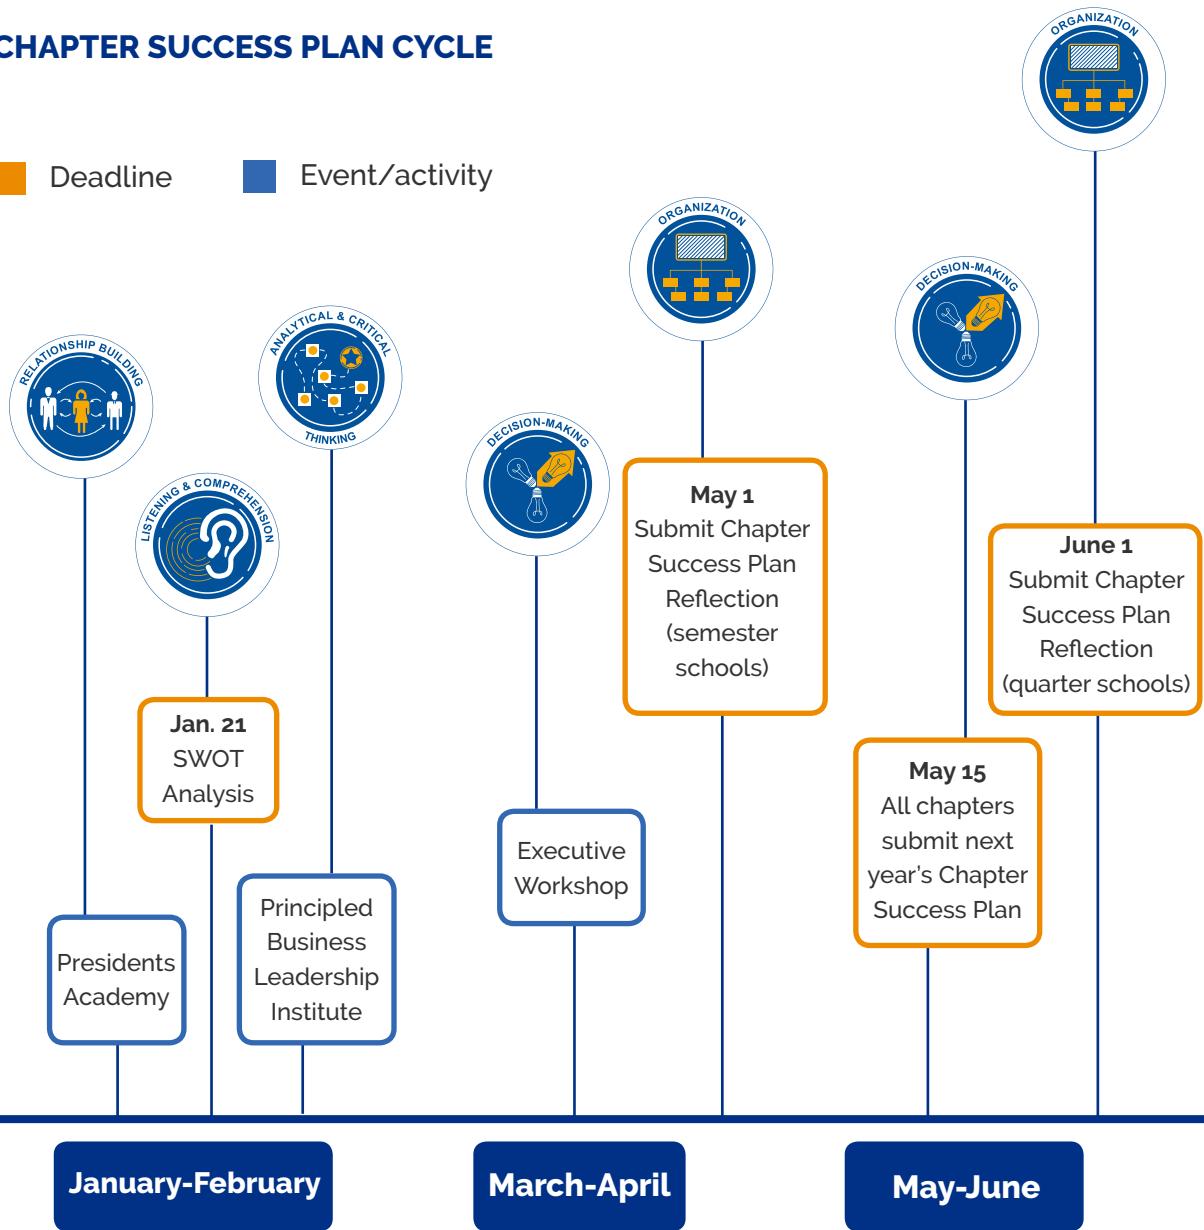 CHAPTER SUCCESS PLAN CYCLE
Deadline
Event/activity
RELATIONSHIP BUILDING
Presidents
Academy
LISTENING & COMPREHENSION
Jan. 21
SWOT
Analysis
ANALYTICAL & CRITICAL
THINKING
Principled
Business
Leadership
Institute
DECISION-MAKING
Executive
Workshop
ORGANIZATION
May 1
Submit Chapter
Success Plan
Reflection
(semester
schools)
DECISION-MAKING
May 15
All chapters
submit next
year’s Chapter
Success Plan
ORGANIZATION
June 1
Submit Chapter
Success Plan
Reflection
(quarter schools)
January-February
March-April
May-June